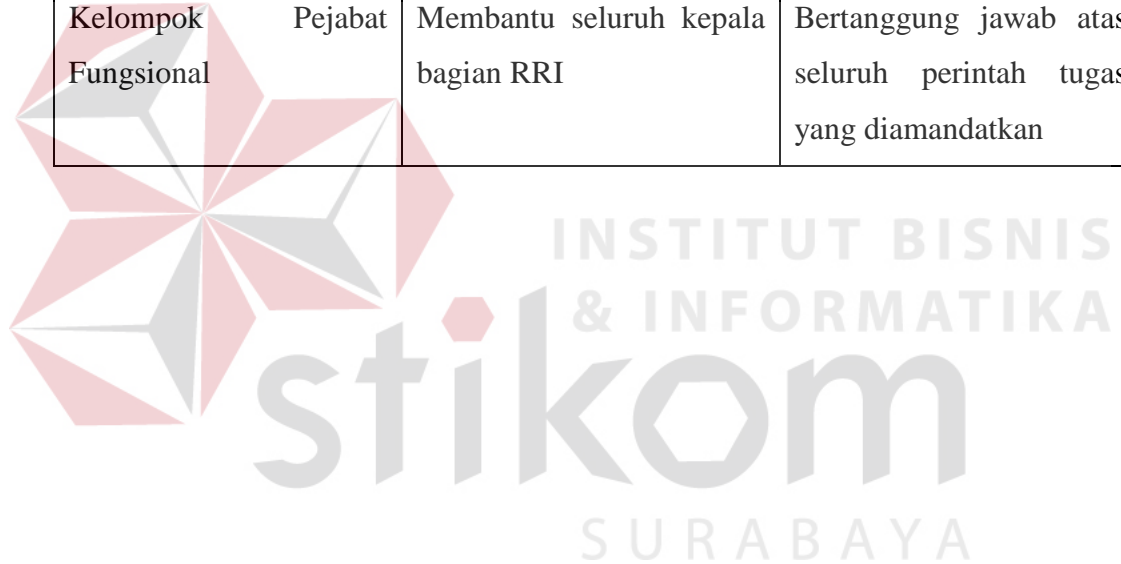 Kelompok Pejabat Fungsional
Membantu seluruh kepala bagian RRI
Bertanggung jawab atas seluruh perintah tugas yang diamandatkan
INSTITUT BISNIS
& INFORMATIKA
stikom
SURABAYA